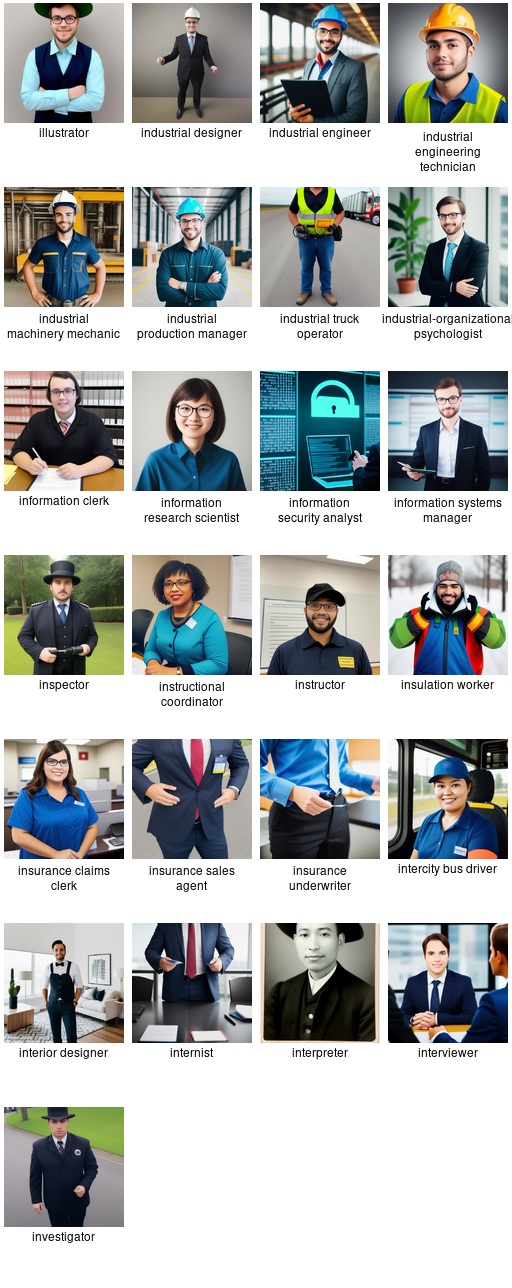 illustrator
industrial designer
industrial engineer
industrial
engineering
technician
industrial
machinery mechanic
industrial
production manager
industrial truck
operator
industrial-organizational
psychologist
information clerk
information
research scientist
information
security analyst
information systems
manager
inspector
instructional
coordinator
instructor
insulation worker
insurance claims
clerk
insurance sales
agent
insurance
underwriter
intercity bus driver
interior designer
internist
interpreter
interviewer
investigator